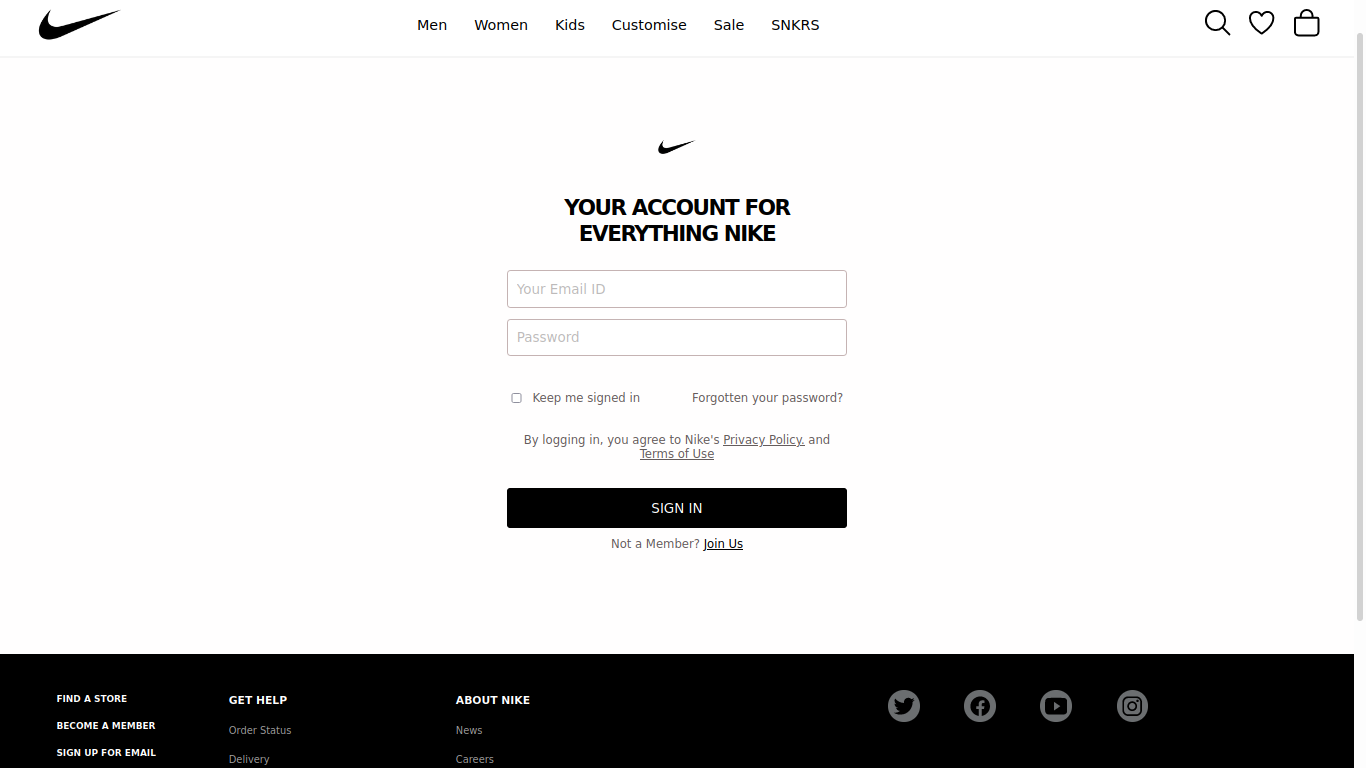 Men Women Kids Customise Sale SNKRS
YOUR ACCOUNT FOR
EVERYTHING NIKE
Your Email ID
Password
Keep me signed in Forgotten your password?
By logging in, you agree to Nike's Privacy Policy. and
Terms of Use
SIGN IN
Not a Member? Join Us
FIND A STORE
BECOME A MEMBER
SIGN UP FOR EMAIL
GET HELP
Order Status
Delivery
ABOUT NIKE
News
Careers